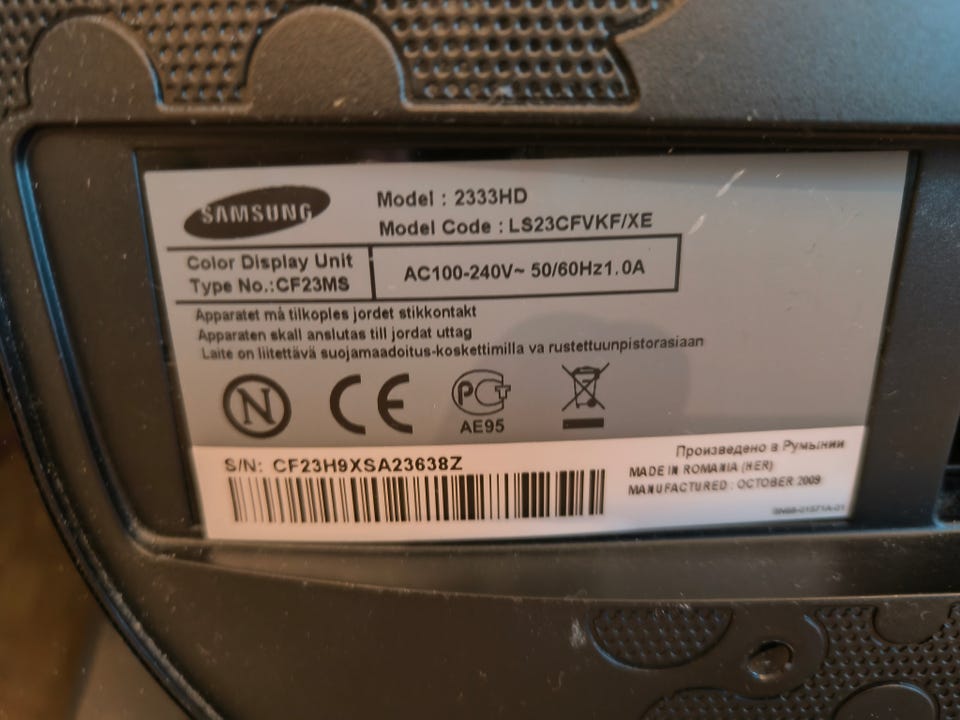 SAMSUNG
Model : 2333HD
Model Code : LS23CFVKF/XE
Color Display Unit
Type No.:CF23MS
AC100-240V~ 50/60Hz1.0A
Apparatet må tilkoples jordet stikkontakt
Apparaten skall anslutas till jordat uttag
Laite on liitettävä suojamaadoitus-koskettimilla va rustettuunpistorasiaan
N
CE
PCT
AE95
S/N: CF23H9XSA23638Z
Произведено в Румынии
MADE IN ROMANIA (HER)
MANUFACTURED : OCTOBER 2009